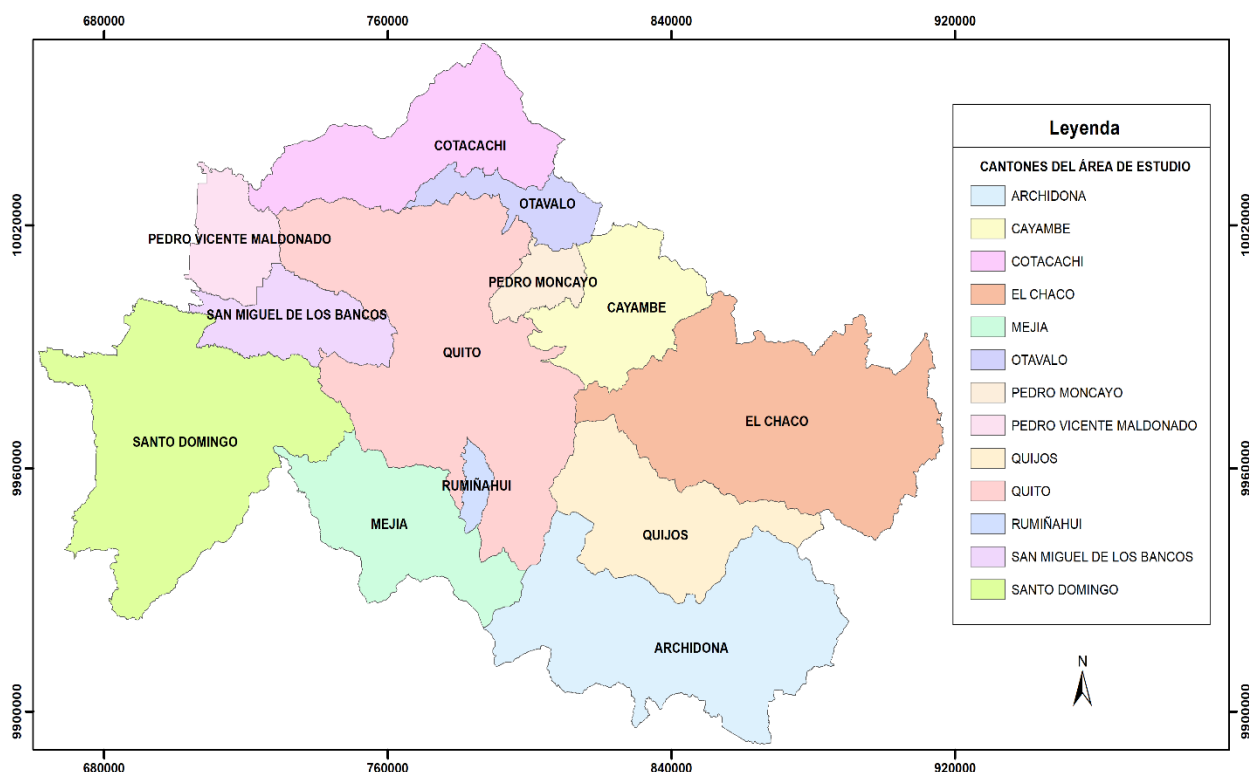 680000
760000
840000
920000
10020000
10020000
9960000
9960000
9900000
9900000
COTACACHI
OTAVALO
PEDRO VICENTE MALDONADO
PEDRO MONCAYO
CAYAMBE
SAN MIGUEL DE LOS BANCOS
QUITO
EL CHACO
SANTO DOMINGO
RUMIÑAHUI
MEJIA
QUIJOS
ARCHIDONA
Leyenda
CANTONES DEL ÁREA DE ESTUDIO
ARCHIDONA
CAYAMBE
COTACACHI
EL CHACO
MEJIA
OTAVALO
PEDRO MONCAYO
PEDRO VICENTE MALDONADO
QUIJOS
QUITO
RUMIÑAHUI
SAN MIGUEL DE LOS BANCOS
SANTO DOMINGO
N
680000
760000
840000
920000